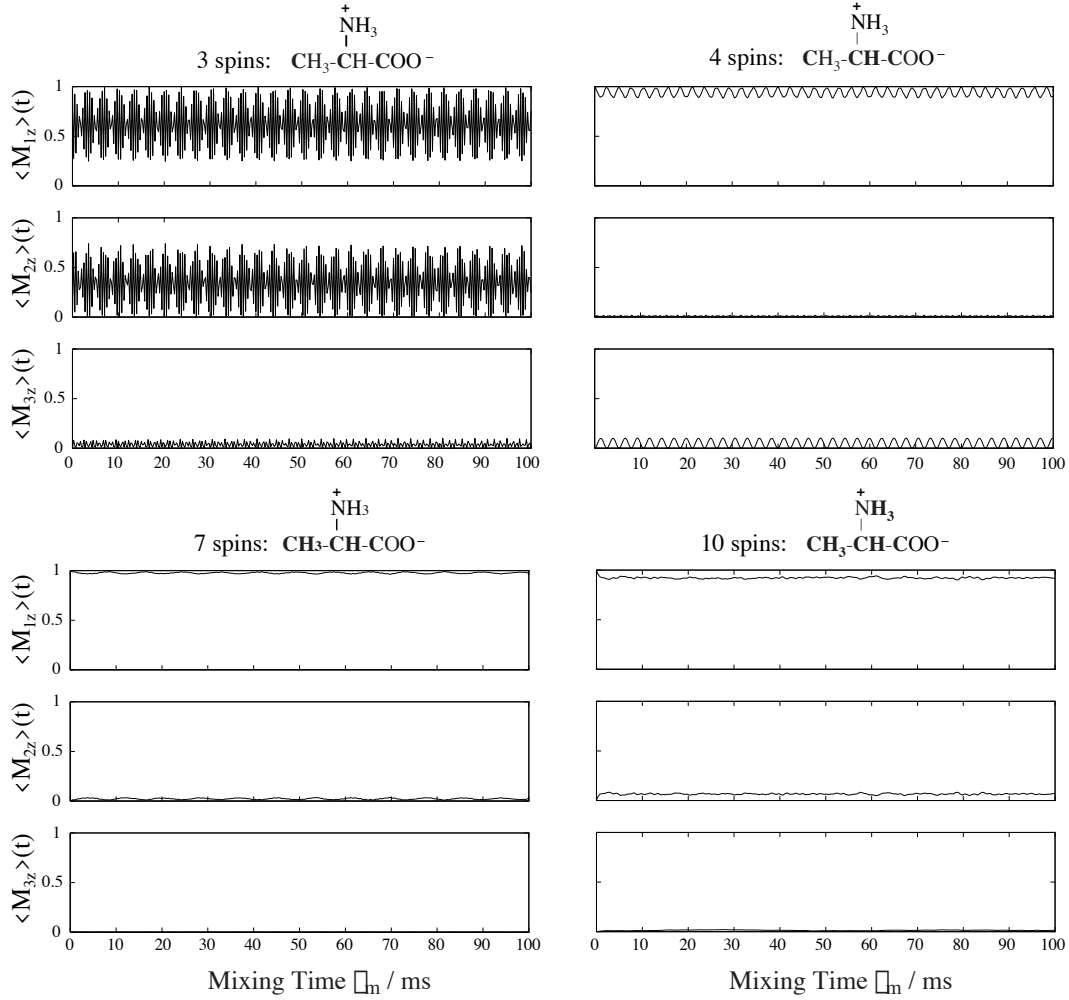 +
NH3
3 spins: CH3-CH-COO−
+
NH3
4 spins: CH3-CH-COO−
<M1z>(t)
1
0.5
0
<M2z>(t)
1
0.5
0
<M3z>(t)
1
0.5
0
0 10 20 30 40 50 60 70 80 90 100
0 10 20 30 40 50 60 70 80 90 100
+
NH3
7 spins: CH3-CH-COO−
+
NH3
10 spins: CH3-CH-COO−
<M1z>(t)
1
0.5
0
<M2z>(t)
1
0.5
0
<M3z>(t)
1
0.5
0
0 10 20 30 40 50 60 70 80 90 100
0 10 20 30 40 50 60 70 80 90 100
Mixing Time □m / ms
Mixing Time □m / ms